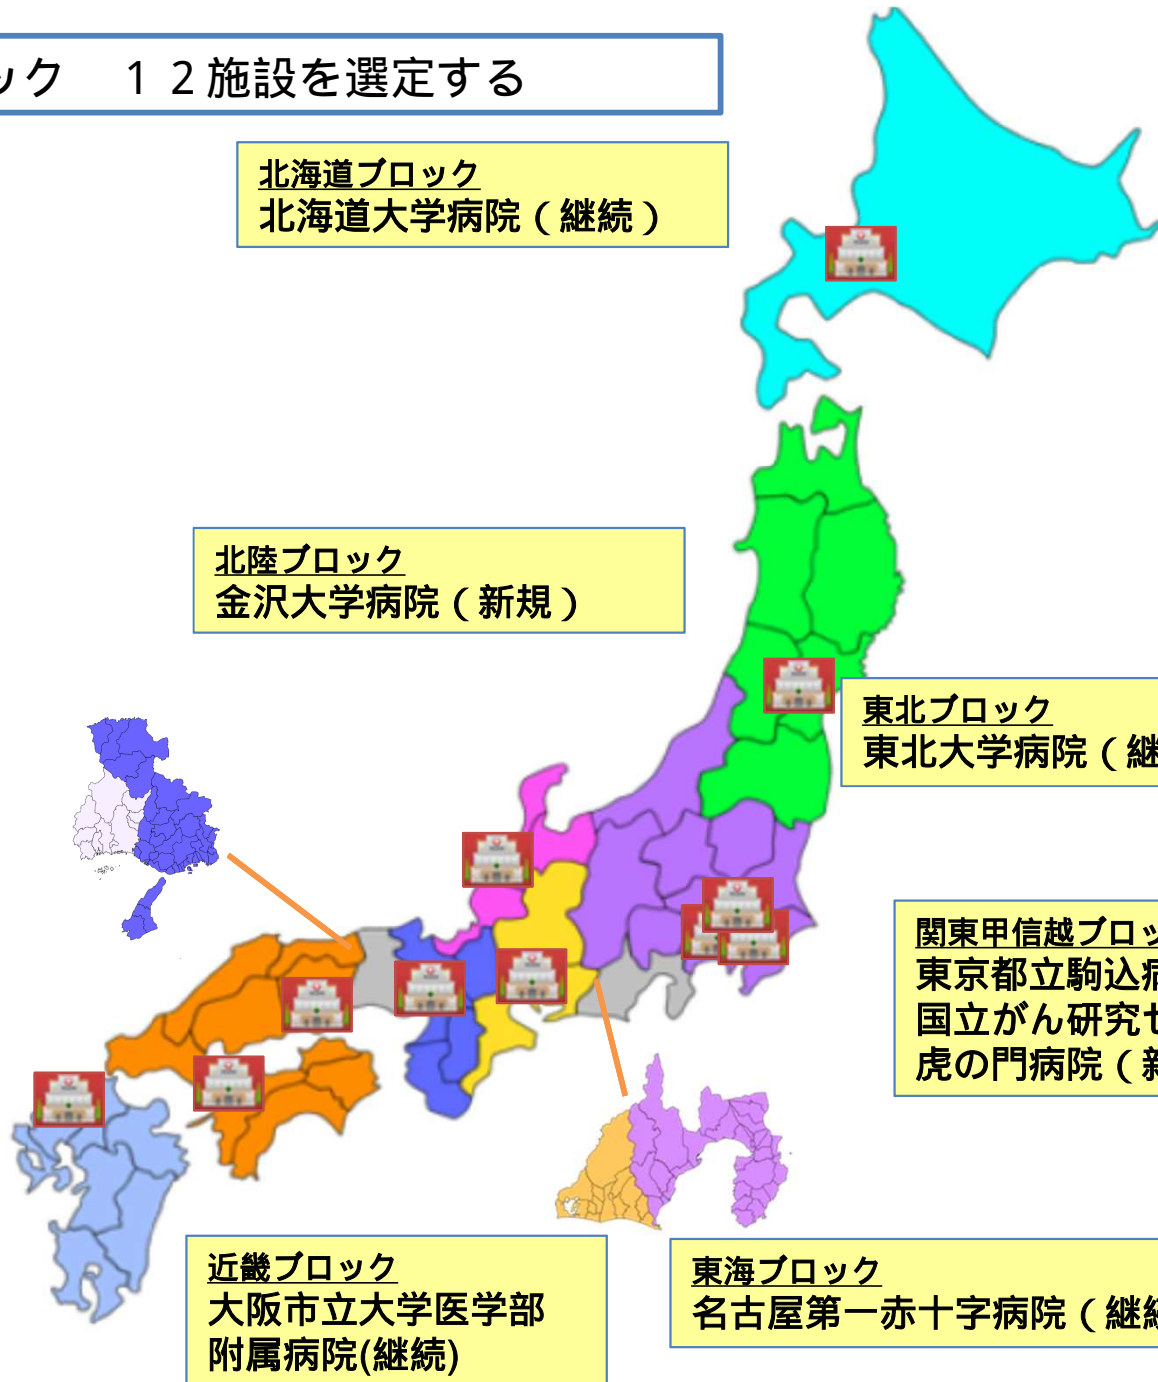 ック　１２施設を選定する
北海道ブロック
北海道大学病院（継続）
北陸ブロック
金沢大学病院（新規）
東北ブロック
東北大学病院（継
関東甲信越ブロッ
東京都立駒込病
国立がん研究セ
虎の門病院（新
近畿ブロック
大阪市立大学医学部
附属病院(継続)
東海ブロック
名古屋第一赤十字病院（継続